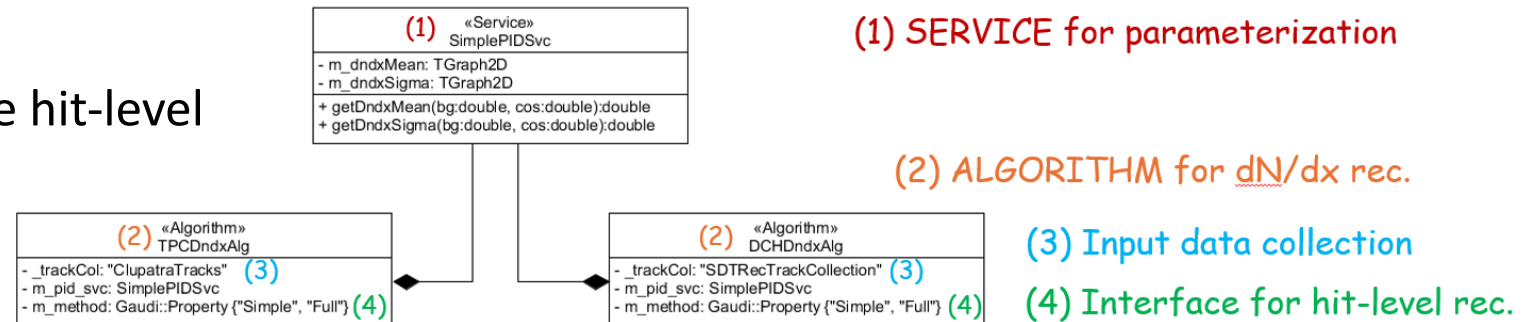 e hit-level
(1) «Service»
SimplePIDSvc
- m_dndxMean: TGraph2D
- m_dndxSigma: TGraph2D
+ getDndxMean(bg:double, cos:double):double
+ getDndxSigma(bg:double, cos:double):double
(1) SERVICE for parameterization
(2) ALGORITHM for dN/dx rec.
(2) «Algorithm»
TPCDndxAlg
- _trackCol: "ClupatraTracks" (3)
- m_pid_svc: SimplePIDSvc
- m_method: Gaudi::Property {"Simple", "Full"} (4)
(2) «Algorithm»
DCHDndxAlg
- _trackCol: "SDTRecTrackCollection" (3)
- m_pid_svc: SimplePIDSvc
- m_method: Gaudi::Property {"Simple", "Full"} (4)
(3) Input data collection
(4) Interface for hit-level rec.